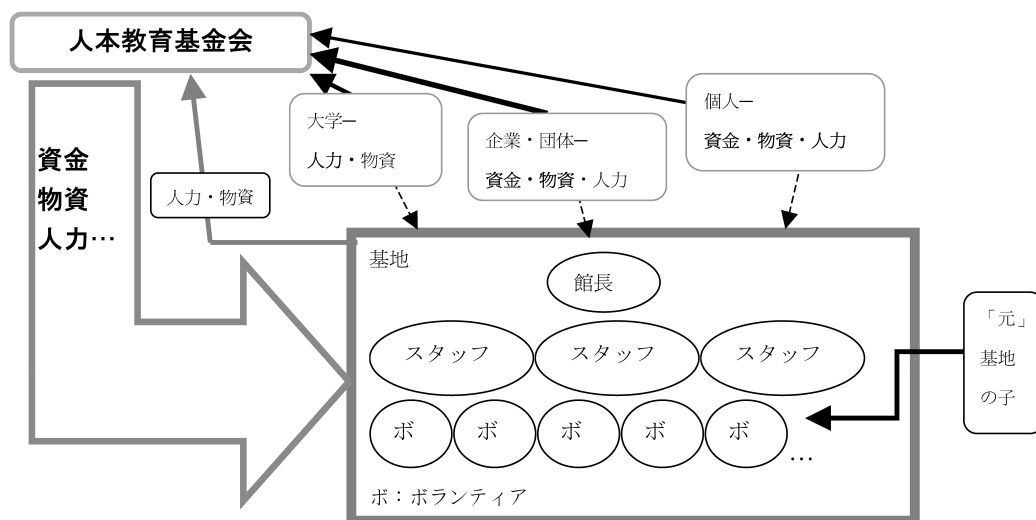 人本教育基金会
資金
物資
人力…
人力・物資
大学ー
人力・物資
企業・団体ー
資金・物資・人力
個人ー
資金・物資・人力
基地
館長
スタッフ
スタッフ
スタッフ
ボ
ボ
ボ
ボ
ボ
…
ボ：ボランティア
「元」
基地
の子